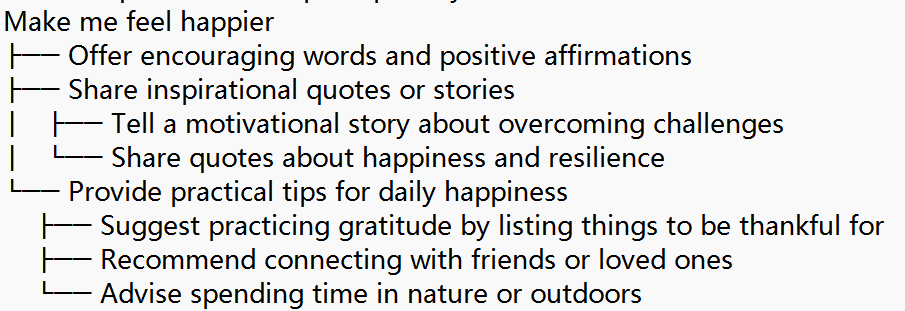 Make me feel happier
├── Offer encouraging words and positive affirmations
├── Share inspirational quotes or stories
│   ├── Tell a motivational story about overcoming challenges
│   └── Share quotes about happiness and resilience
└── Provide practical tips for daily happiness
    ├── Suggest practicing gratitude by listing things to be thankful for
    ├── Recommend connecting with friends or loved ones
    └── Advise spending time in nature or outdoors